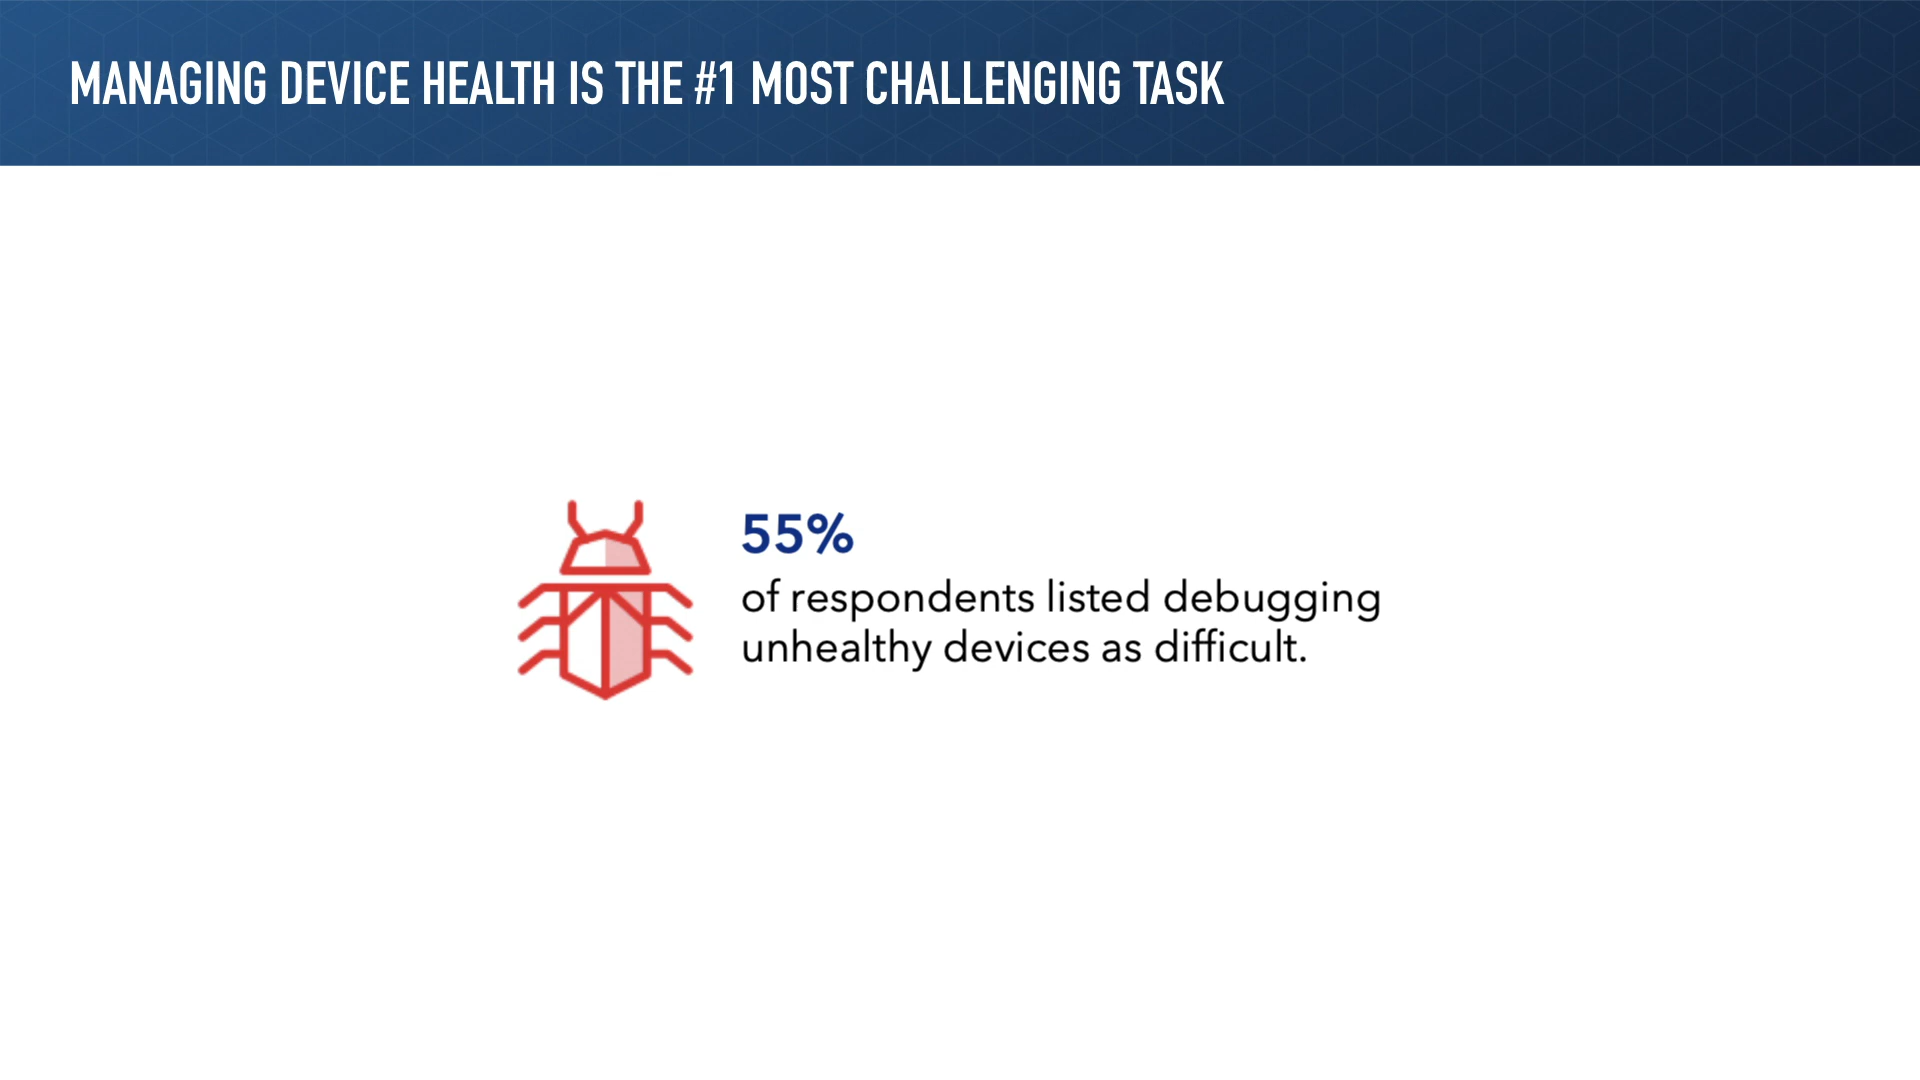 MANAGING DEVICE HEALTH IS THE #1 MOST CHALLENGING TASK
55%
of respondents listed debugging
unhealthy devices as difficult.